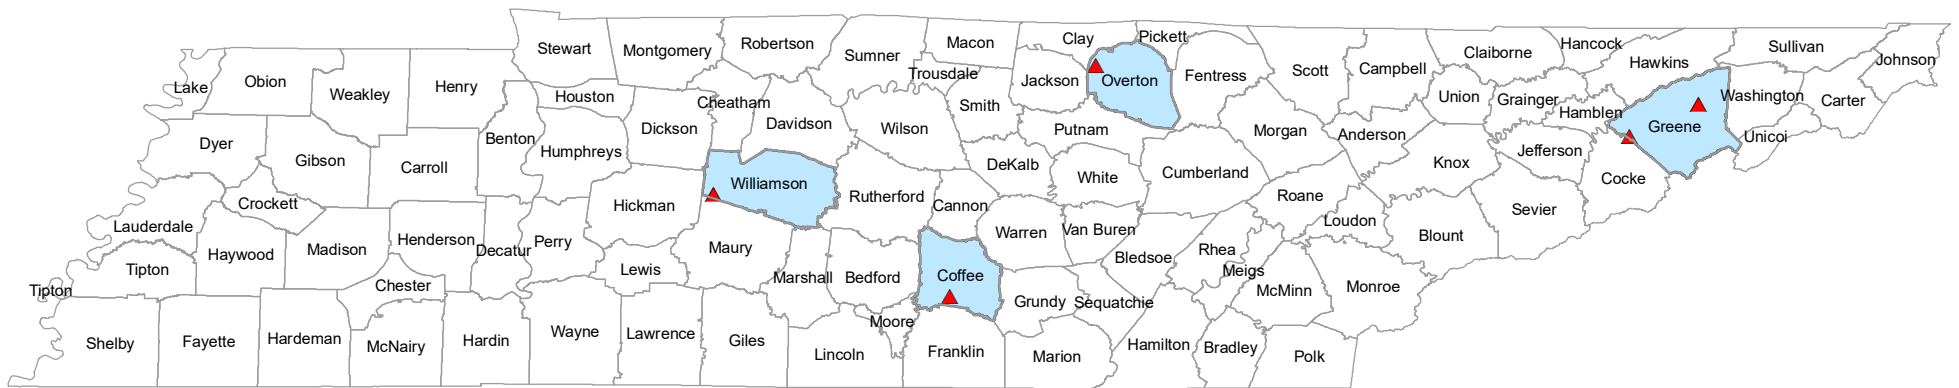 Stewart
Montgomery
Robertson
Sumner
Macon
Clay
Pickett
Scott
Campbell
Claiborne
Hancock
Hawkins
Sullivan
Johnson
Lake
Obion
Weakley
Henry
Houston
Cheatham
Trousdale
Smith
Jackson
Overton
Fentress
Union
Grainger
Hamblen
Greene
Washington
Carter
Unicoi
Dyer
Gibson
Carroll
Benton
Humphreys
Dickson
Davidson
Wilson
Putnam
Morgan
Anderson
Knox
Jefferson
Cocke
Crockett
Lauderdale
Haywood
Madison
Henderson
Decatur
Perry
Hickman
Williamson
Rutherford
Cannon
DeKalb
White
Cumberland
Roane
Loudon
Blount
Sevier
Tipton
Tipton
Chester
Lewis
Maury
Marshall
Bedford
Coffee
Warren
Van Buren
Bledsoe
Rhea
Meigs
McMinn
Monroe
Grundy
Sequatchie
Shelby
Fayette
Hardeman
McNairy
Hardin
Wayne
Lawrence
Giles
Lincoln
Moore
Franklin
Marion
Hamilton
Bradley
Polk